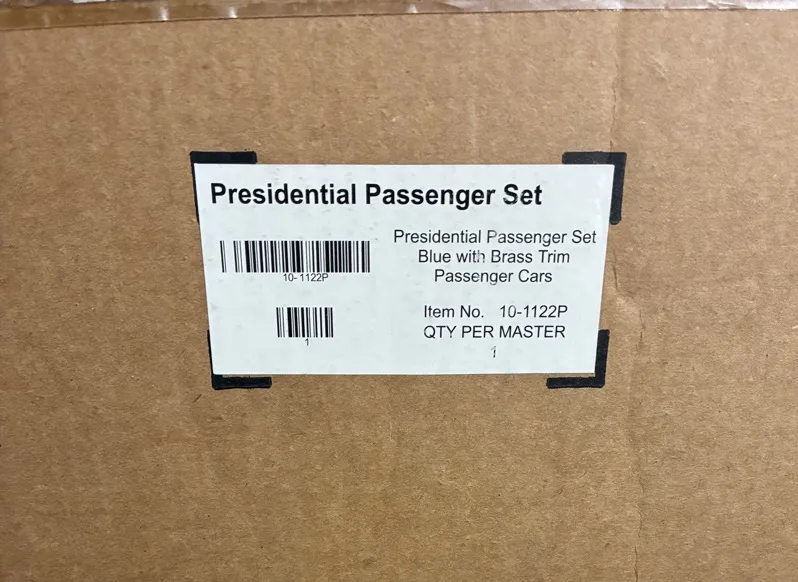 Presidential Passenger Set
10-1122P
1
Presidential Passenger Set
Blue with Brass Trim
Passenger Cars
Item No. 10-1122P
QTY PER MASTER
1